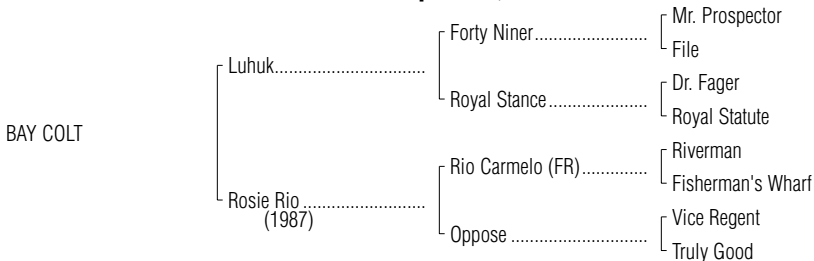 Mr. Prospector
Forty Niner
File
Luhuk
Dr. Fager
Royal Stance
Royal Statute
BAY COLT
Riverman
Rio Carmelo (FR)
Fisherman's Wharf
Rosie Rio
(1987)
Vice Regent
Oppose
Truly Good